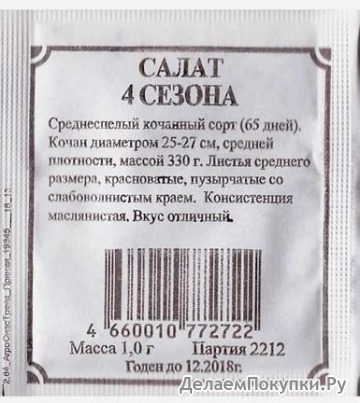 САЛАТ
4 СЕЗОНА
Среднеспелый кочанный сорт (65 дней).
Кочан диаметром 25-27 см, средней
плотности, массой 330 г. Листья среднего
размера, красноватые, пузырчатые со
слабоволнистым краем. Консистенция
маслянистая. Вкус отличный.
4 660010 772722
Масса 1,0 г Партия 2212
Годен до 12.2018г.
ДелаемПокупки.Ру